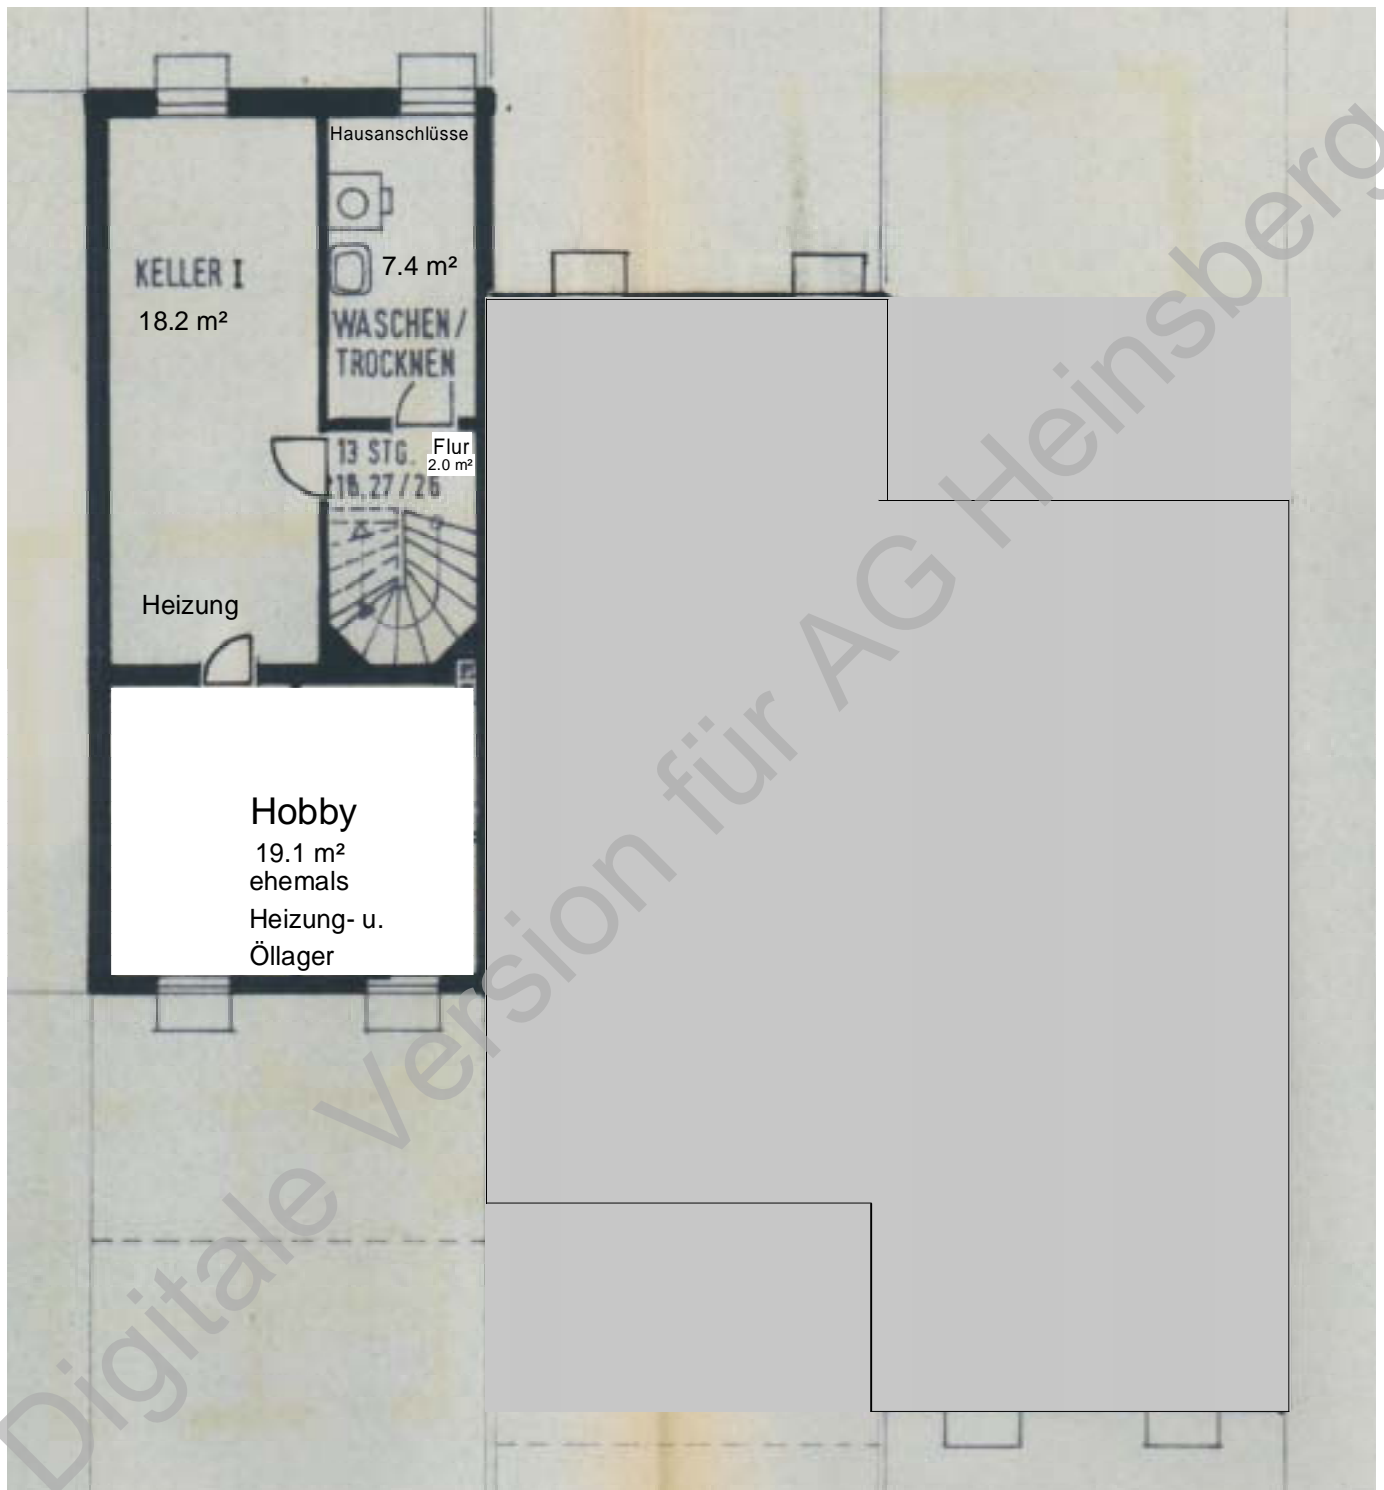 Hausanschlüsse
KELLER I
18.2 m²
7.4 m²
WASCHEN /
TROCKNEN
13 STG.
18,27 / 26
Flur
2.0 m²
Heizung
Hobby
19.1 m²
ehemals
Heizung- u.
Öllager
Digitale Version für AG Heinsberg